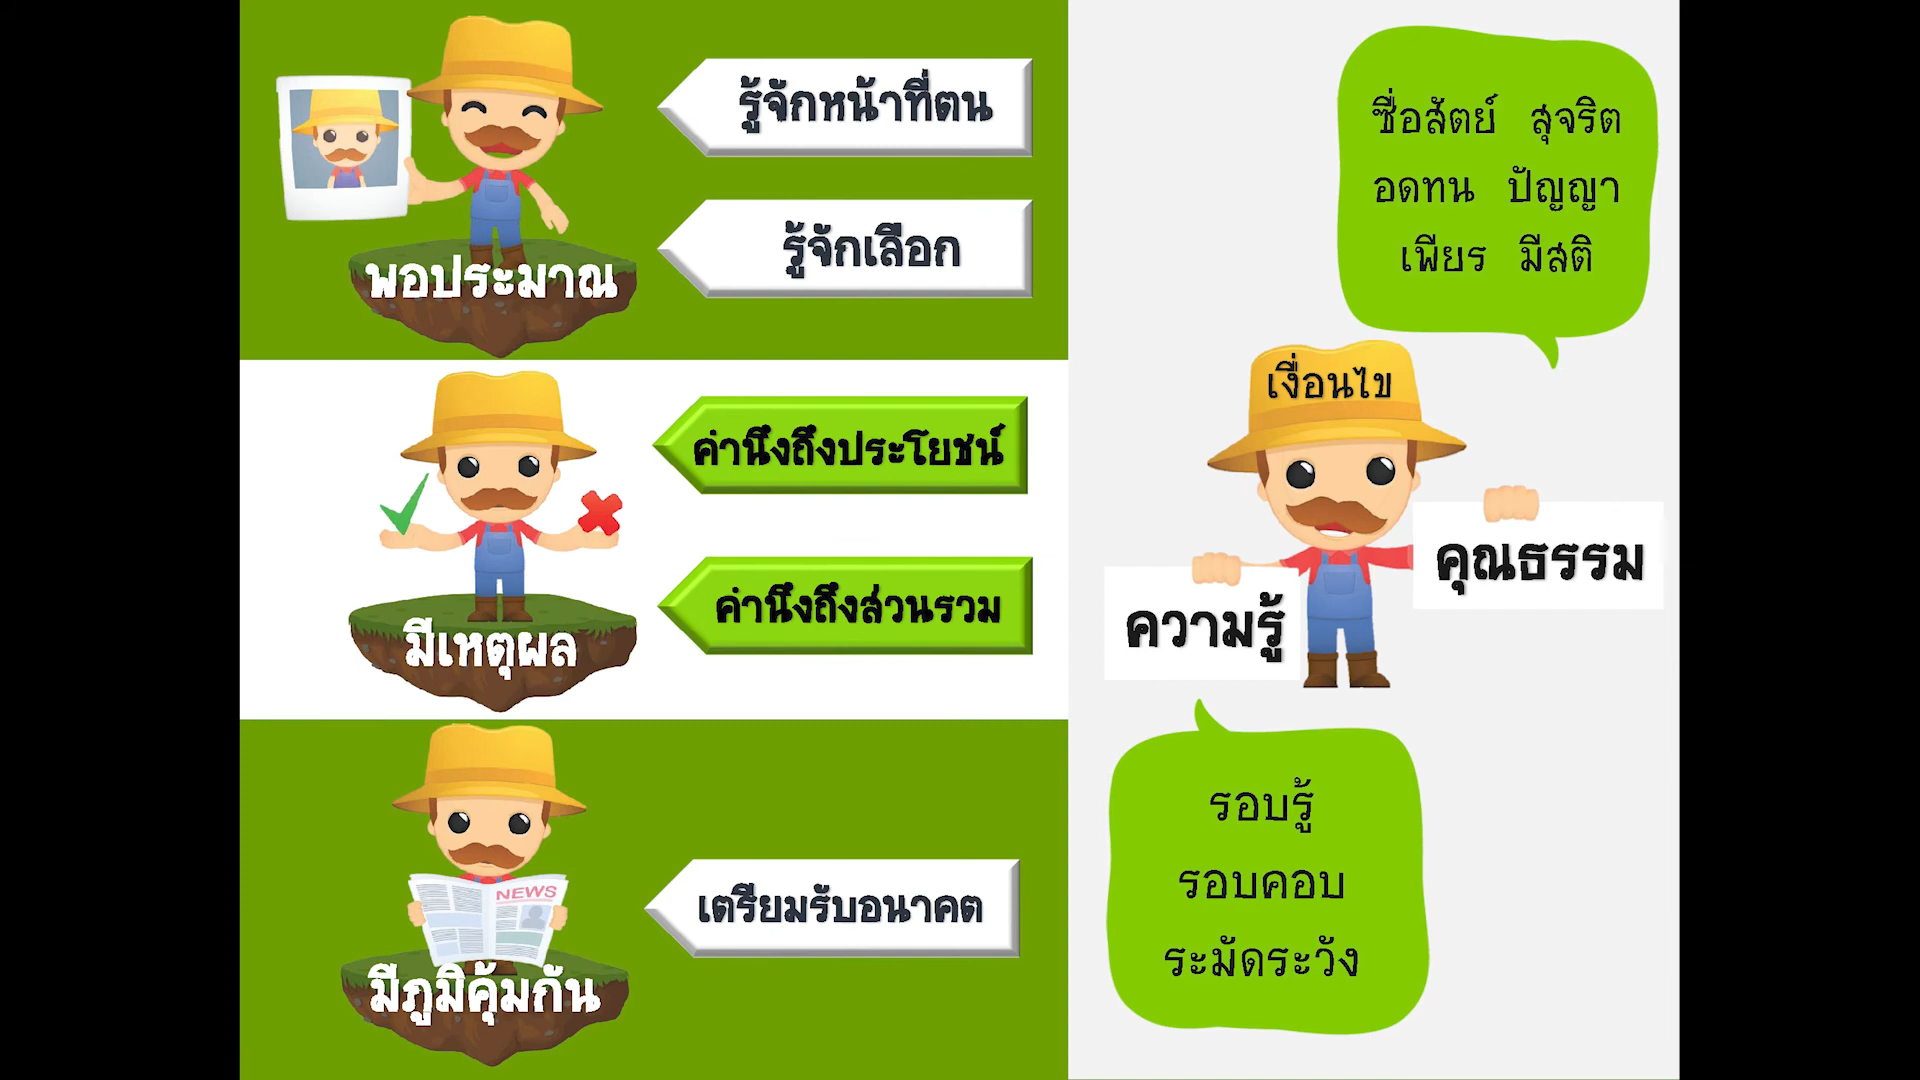 รู้จักหน้าที่ตน
รู้จักเลือก
พอประมาณ
คำนึงถึงประโยชน์
คำนึงถึงส่วนรวม
มีเหตุผล
NEWS
เตรียมรับอนาคต
มีภูมิคุ้มกัน
ซื่อสัตย์ สุจริต
อดทน ปัญญา
เพียร มีสติ
เงื่อนไข
คุณธรรม
ความรู้
รอบรู้
รอบคอบ
ระมัดระวัง